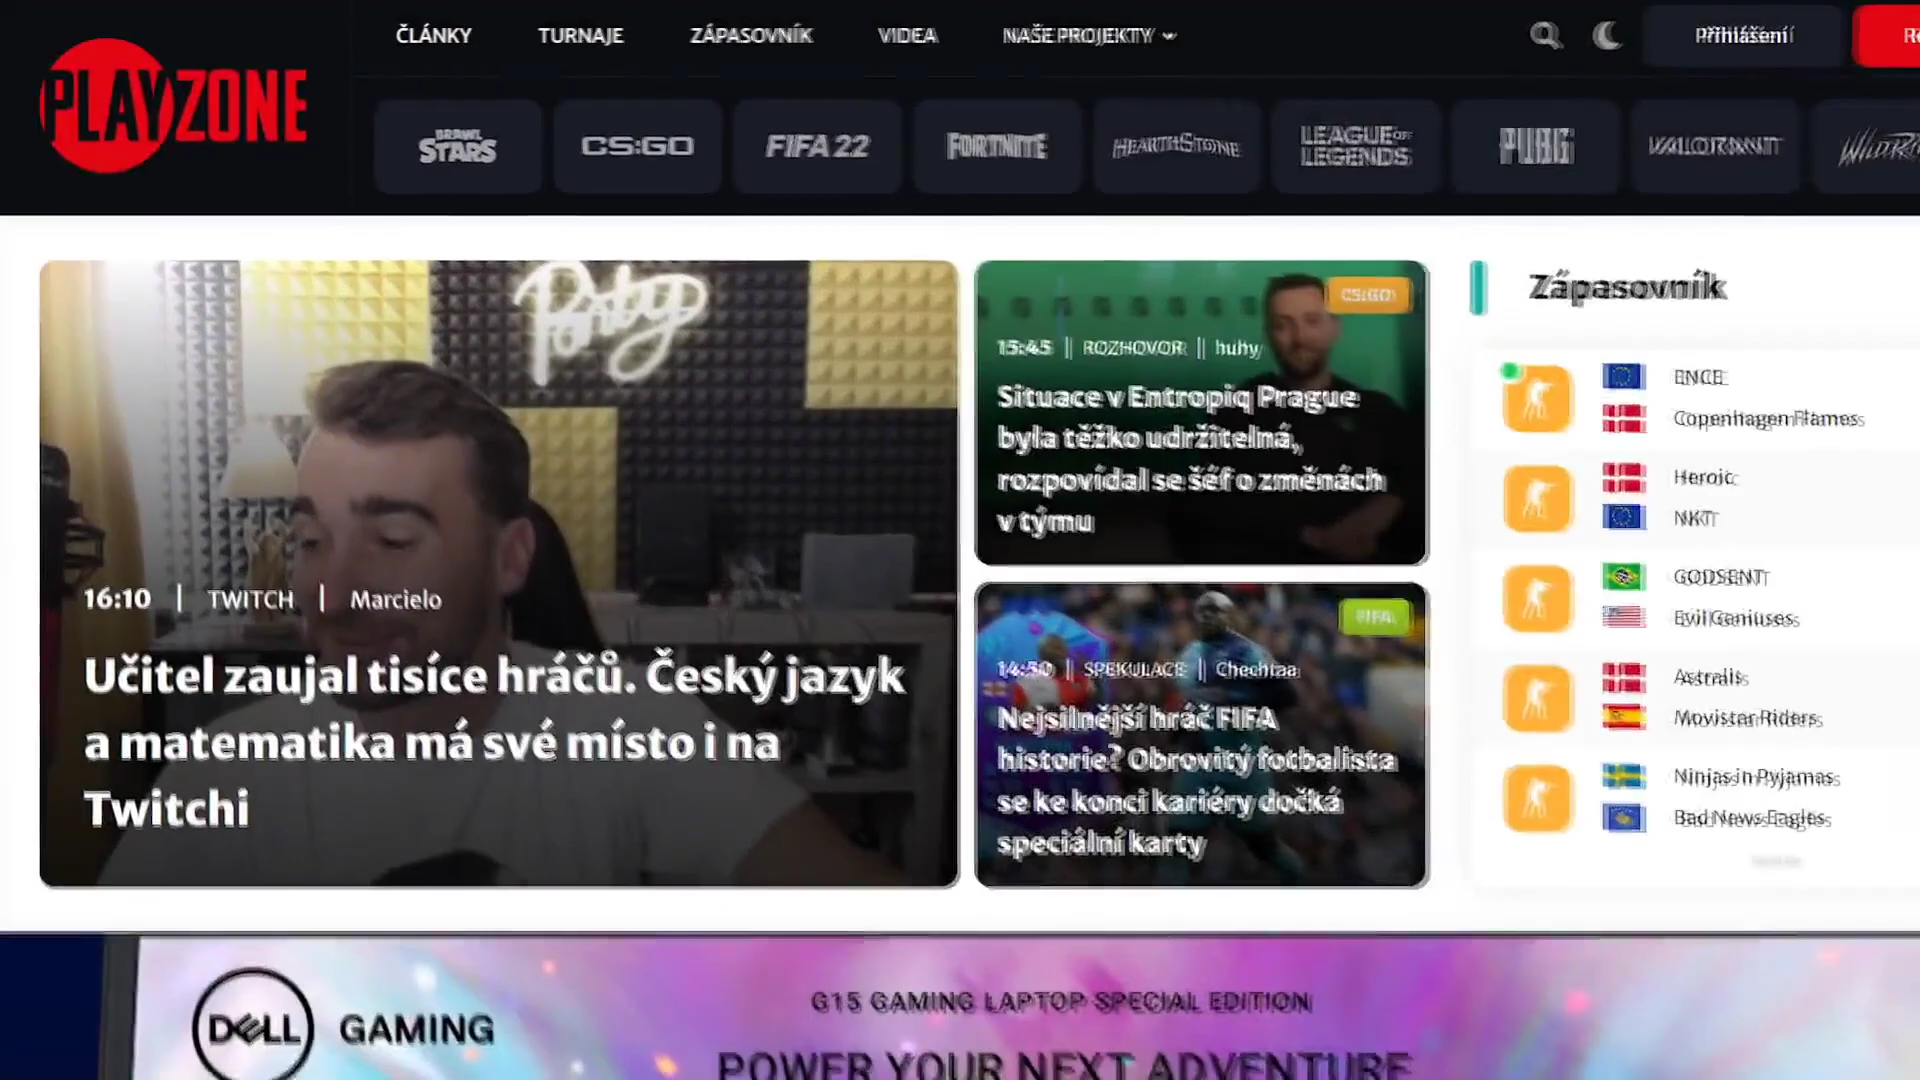 PLAYZONE
ČLÁNKY
TURNAJE
ZÁPASOVNÍK
VIDEA
NAŠE PROJEKTY
Přihlášení
BRAWL STARS
CS:GO
FIFA 22
FORTNITE
HEARTHSTONE
LEAGUE OF LEGENDS
PUBG
VALORANT
Ponty
16:10 | TWITCH | Marcielo
Učitel zaujal tisíce hráčů. Český jazyk
a matematika má své místo i na
Twitchi
CS:GO
15:45 | ROZHOVOR | huhy
Situace v Entropiq Prague
byla těžko udržitelná,
rozpovídal se šéf o změnách
v týmu
FIFA
14:50 | SPEKULACE | Chechtaa
Nejsilnější hráč FIFA
historie? Obrovitý fotbalista
se ke konci kariéry dočká
speciální karty
Zápasovník
ENCE
Copenhagen Flames
Heroic
NKT
GODSENT
Evil Geniuses
Astralis
Movistar Riders
Ninjas in Pyjamas
Bad News Eagles
DELL GAMING
G15 GAMING LAPTOP SPECIAL EDITION
POWER YOUR NEXT ADVENTURE